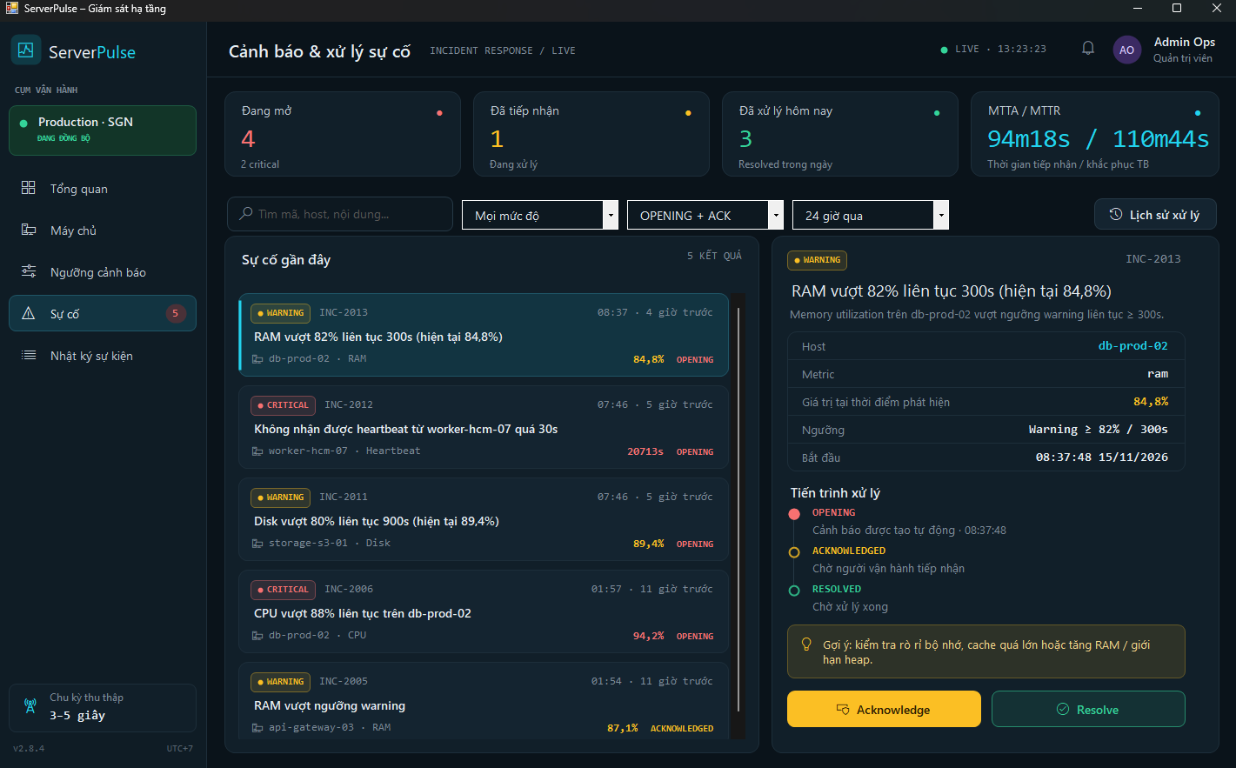 ServerPulse – Giám sát hạ tầng
ServerPulse
CỤM VẬN HÀNH
Production · SGN
ĐANG ĐỒNG BỘ
Tổng quan
Máy chủ
Ngưỡng cảnh báo
Sự cố
5
Nhật ký sự kiện
Chu kỳ thu thập
3–5 giây
v2.8.4
UTC+7
Cảnh báo & xử lý sự cố
INCIDENT RESPONSE / LIVE
LIVE · 13:23:23
AO
Admin Ops
Quản trị viên
Đang mở
4
2 critical
Đã tiếp nhận
1
Đang xử lý
Đã xử lý hôm nay
3
Resolved trong ngày
MTTA / MTTR
94m18s / 110m44s
Thời gian tiếp nhận / khắc phục TB
Tìm mã, host, nội dung...
Mọi mức độ
OPENING + ACK
24 giờ qua
Lịch sử xử lý
Sự cố gần đây
5 KẾT QUẢ
WARNING INC-2013 08:37 · 4 giờ trước
RAM vượt 82% liên tục 300s (hiện tại 84,8%)
db-prod-02 · RAM 84,8% OPENING
CRITICAL INC-2012 07:46 · 5 giờ trước
Không nhận được heartbeat từ worker-hcm-07 quá 30s
worker-hcm-07 · Heartbeat 20713s OPENING
WARNING INC-2011 07:46 · 5 giờ trước
Disk vượt 80% liên tục 900s (hiện tại 89,4%)
storage-s3-01 · Disk 89,4% OPENING
CRITICAL INC-2006 01:57 · 11 giờ trước
CPU vượt 88% liên tục trên db-prod-02
db-prod-02 · CPU 94,2% OPENING
WARNING INC-2005 01:54 · 11 giờ trước
RAM vượt ngưỡng warning
api-gateway-03 · RAM 87,1% ACKNOWLEDGED
WARNING INC-2013
RAM vượt 82% liên tục 300s (hiện tại 84,8%)
Memory utilization trên db-prod-02 vượt ngưỡng warning liên tục ≥ 300s.
Host db-prod-02
Metric ram
Giá trị tại thời điểm phát hiện 84,8%
Ngưỡng Warning ≥ 82% / 300s
Bắt đầu 08:37:48 15/11/2026
Tiến trình xử lý
OPENING
Cảnh báo được tạo tự động · 08:37:48
ACKNOWLEDGED
Chờ người vận hành tiếp nhận
RESOLVED
Chờ xử lý xong
Gợi ý: kiểm tra rò rỉ bộ nhớ, cache quá lớn hoặc tăng RAM / giới
hạn heap.
Acknowledge
Resolve